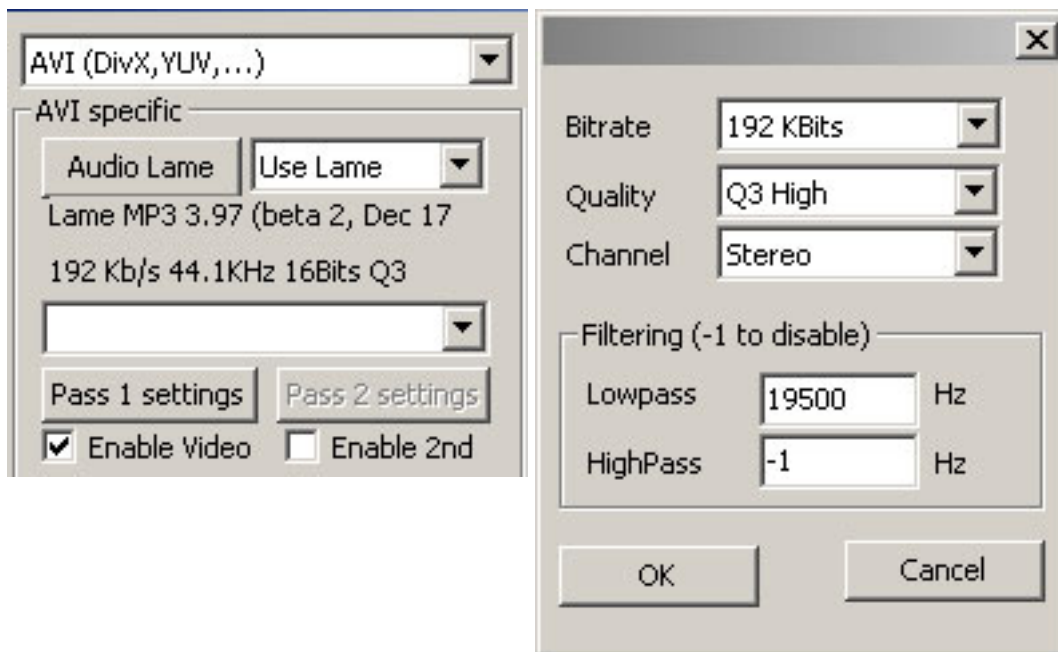 AVI (DivX,YUV,...)
AVI specific
Audio Lame Use Lame
Lame MP3 3.97 (beta 2, Dec 17
192 Kb/s 44.1KHz 16Bits Q3
Pass 1 settings Pass 2 settings
Enable Video Enable 2nd
Bitrate 192 KBits
Quality Q3 High
Channel Stereo
Filtering (-1 to disable)
Lowpass 19500 Hz
HighPass -1 Hz
OK Cancel